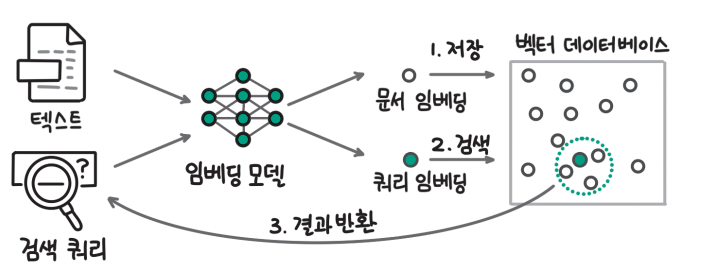 텍스트
검색 쿼리
?
임베딩 모델
문서 임베딩
쿼리 임베딩
1. 저장
2. 검색
3. 결과 반환
벡터 데이터베이스